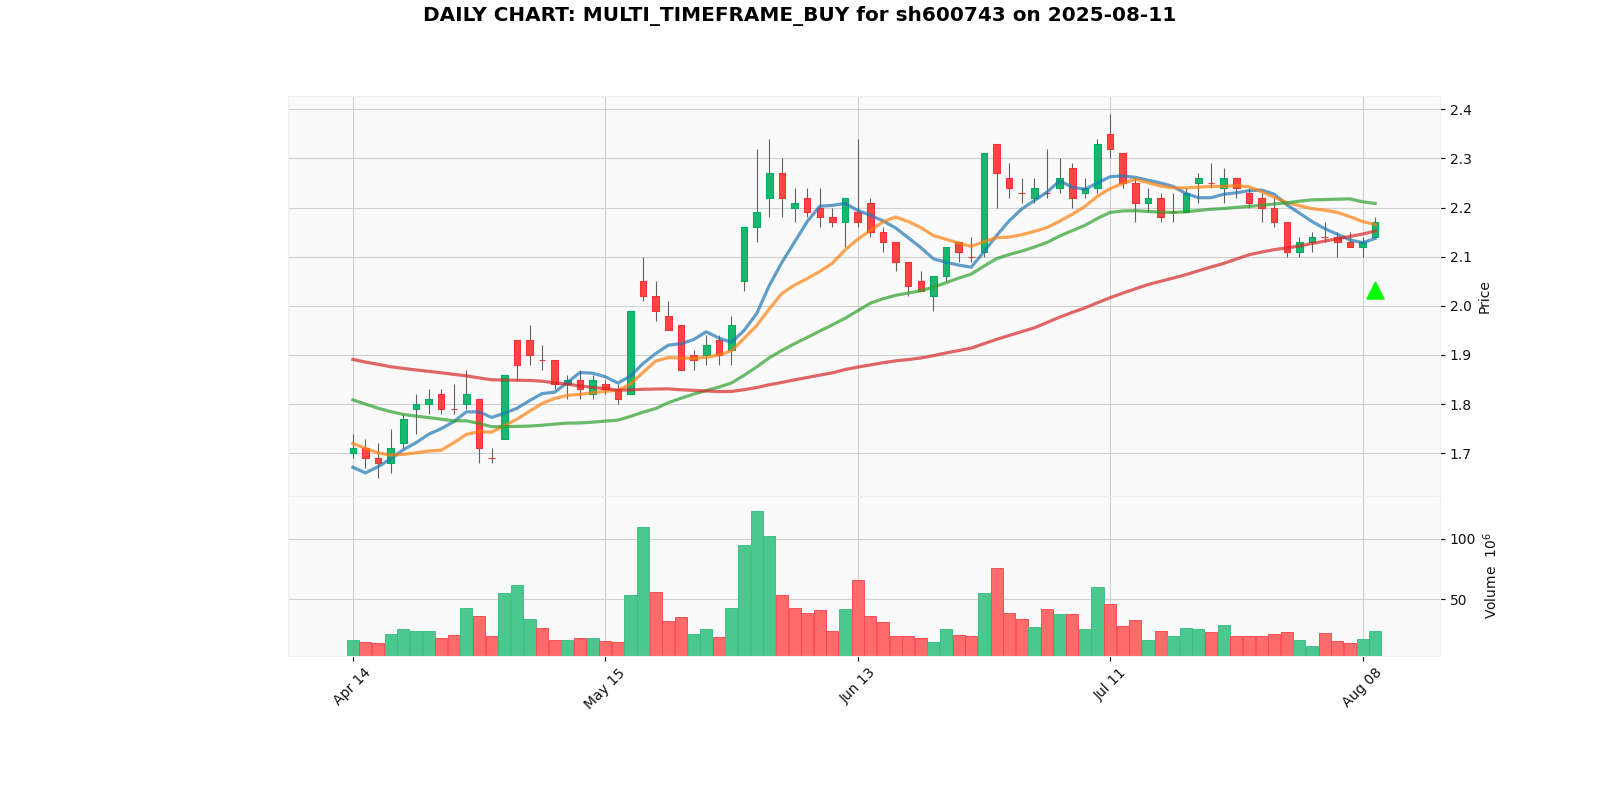 DAILY CHART: MULTI_TIMEFRAME_BUY for sh600743 on 2025-08-11
2.4
2.3
2.2
2.1
2.0
1.9
1.8
1.7
Price
100
50
Volume 10⁶
Apr 14
May 15
Jun 13
Jul 11
Aug 08